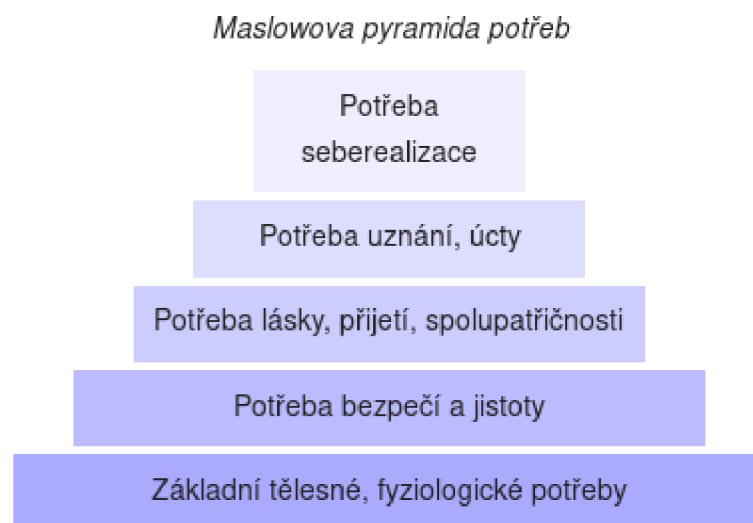 Maslowova pyramida potřeb
Potřeba
seberealizace
Potřeba uznání, úcty
Potřeba lásky, přijetí, spolupatřičnosti
Potřeba bezpečí a jistoty
Základní tělesné, fyziologické potřeby